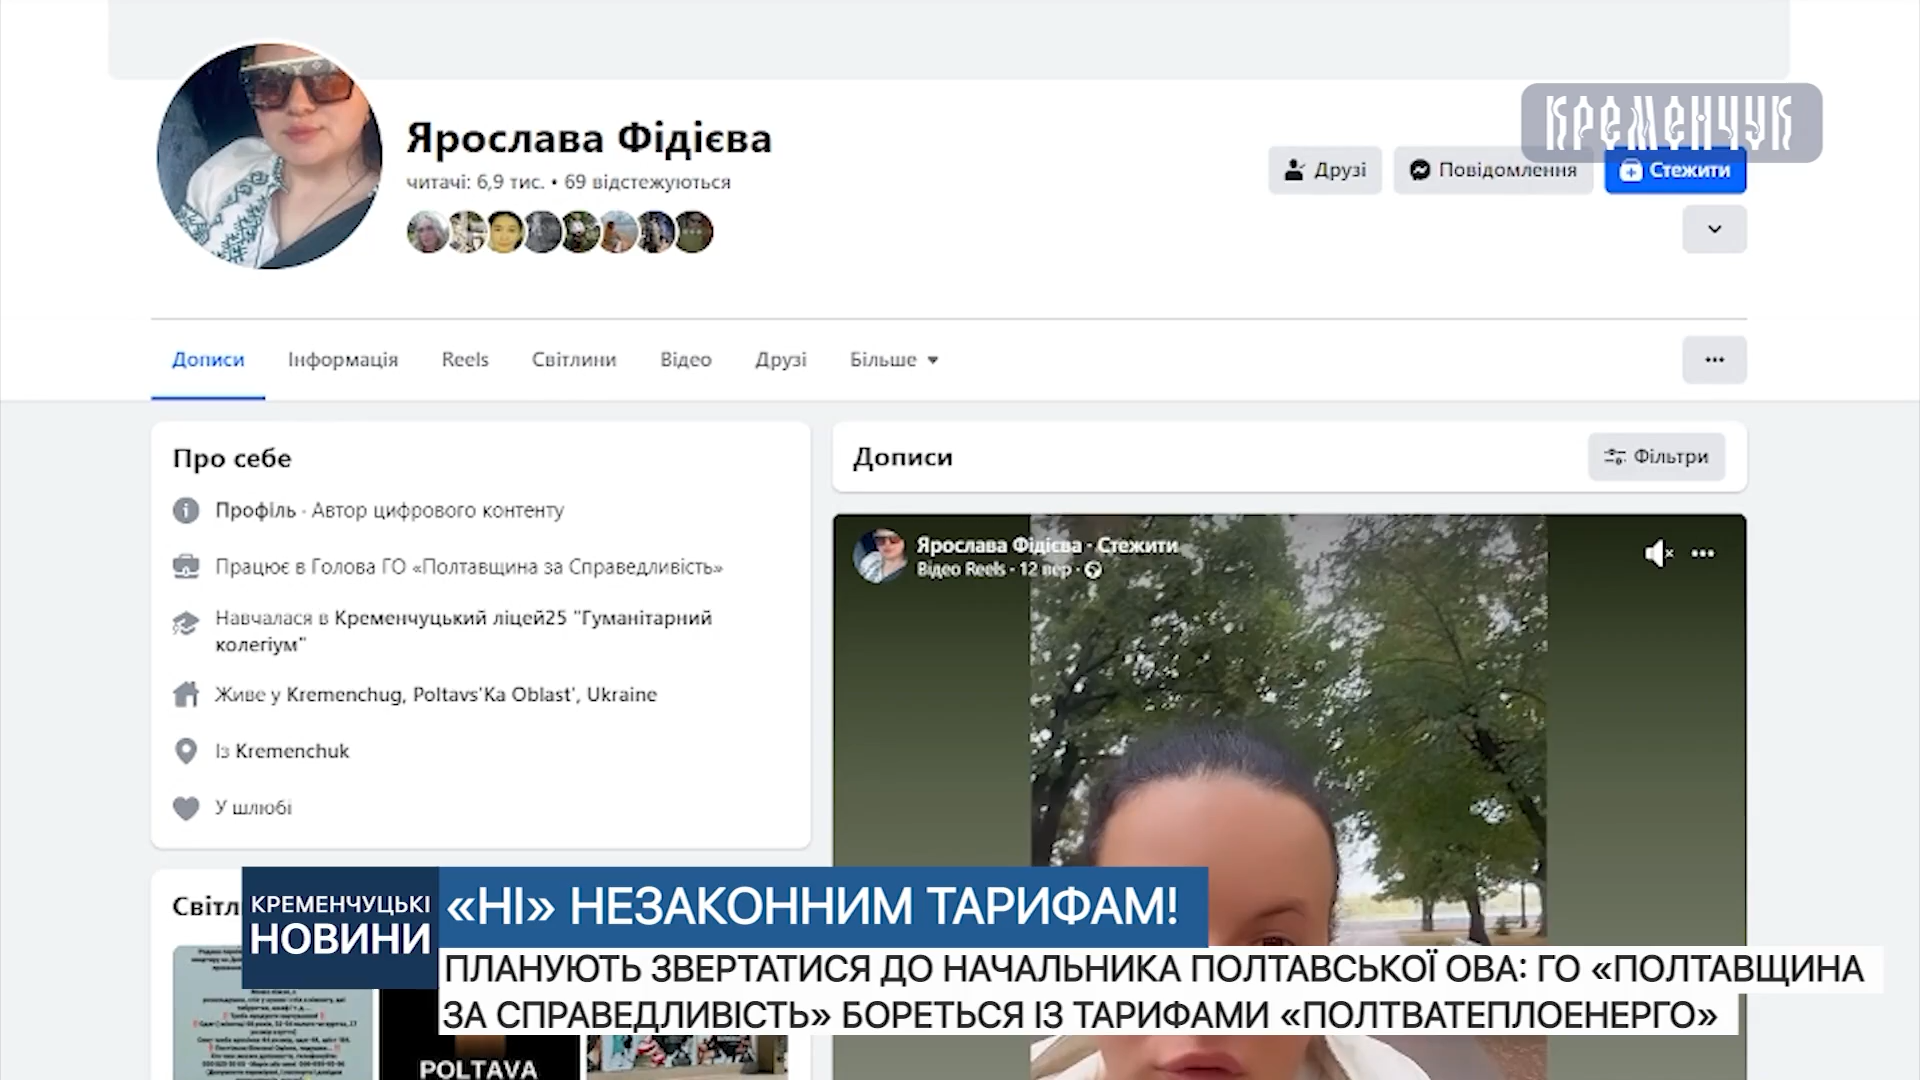 КРЕМЕНЧУК
Ярослава Фідієва
читачі: 6,9 тис. • 69 відстежуються
Друзі
Повідомлення
Стежити
Дописи
Інформація
Reels
Світлини
Відео
Друзі
Більше
Про себе
Профіль · Автор цифрового контенту
Працює в Голова ГО «Полтавщина за Справедливість»
Навчалася в Кременчуцький ліцей25 "Гуманітарний
колегіум"
Живе у Kremenchug, Poltavs'Ka Oblast', Ukraine
Із Kremenchuk
У шлюбі
Дописи
Фільтри
Ярослава Фідієва · Стежити
Відео Reels · 12 вер ·
Світл
POLTAVA
КРЕМЕНЧУЦЬКІ
НОВИНИ
«НІ» НЕЗАКОННИМ ТАРИФАМ!
ПЛАНУЮТЬ ЗВЕРТАТИСЯ ДО НАЧАЛЬНИКА ПОЛТАВСЬКОЇ ОВА: ГО «ПОЛТАВЩИНА
ЗА СПРАВЕДЛИВІСТЬ» БОРЕТЬСЯ ІЗ ТАРИФАМИ «ПОЛТВАТЕПЛОЕНЕРГО»